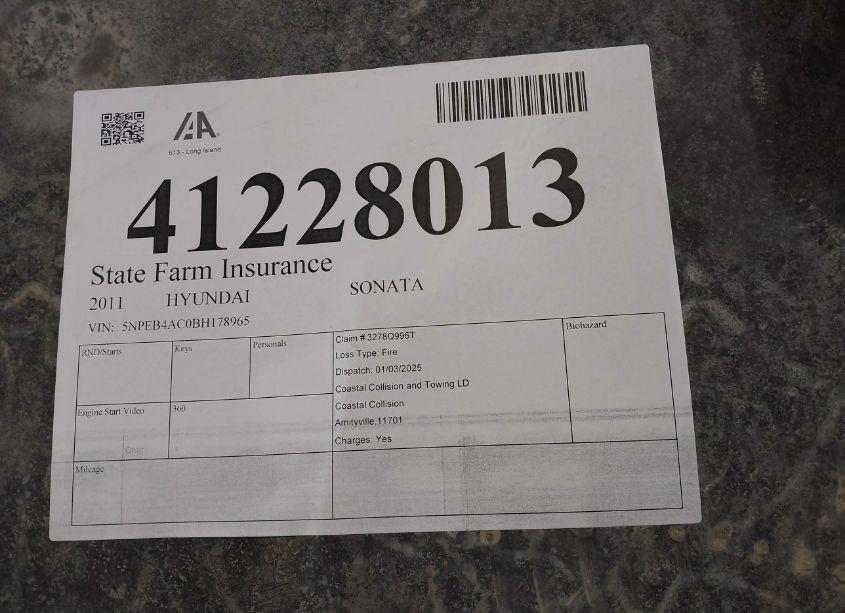 IAA
613 - Long Island
41228013
State Farm Insurance
2011 HYUNDAI SONATA
VIN: 5NPEB4AC0BH178965
RND/Starts
Keys
Personals
Claim # 3278Q996T
Loss Type: Fire
Dispatch: 01/03/2025
Coastal Collision and Towing LD
Coastal Collision
Amityville,11701
Charges: Yes
Biohazard
Engine Start Video
360
Mileage